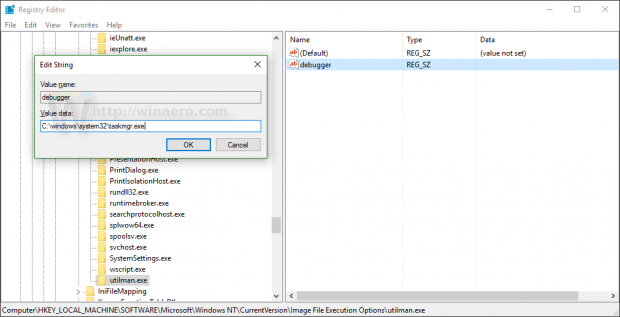 Registry Editor
File Edit View Favorites Help
ieUnatt.exe
iexplore.exe
Edit String
Value name:
debugger
Value data:
C:\windows\system32\taskmgr.exe
OK Cancel
http://winaero.com
PresentationHost.exe
PrintDialog.exe
PrintIsolationHost.exe
rundll32.exe
runtimebroker.exe
searchprotocolhost.exe
splwow64.exe
spoolsv.exe
svchost.exe
SystemSettings.exe
wscript.exe
utilman.exe
IniFileMapping
Name Type Data
(Default) REG_SZ (value not set)
debugger REG_SZ
Computer\HKEY_LOCAL_MACHINE\SOFTWARE\Microsoft\Windows NT\CurrentVersion\Image File Execution Options\utilman.exe